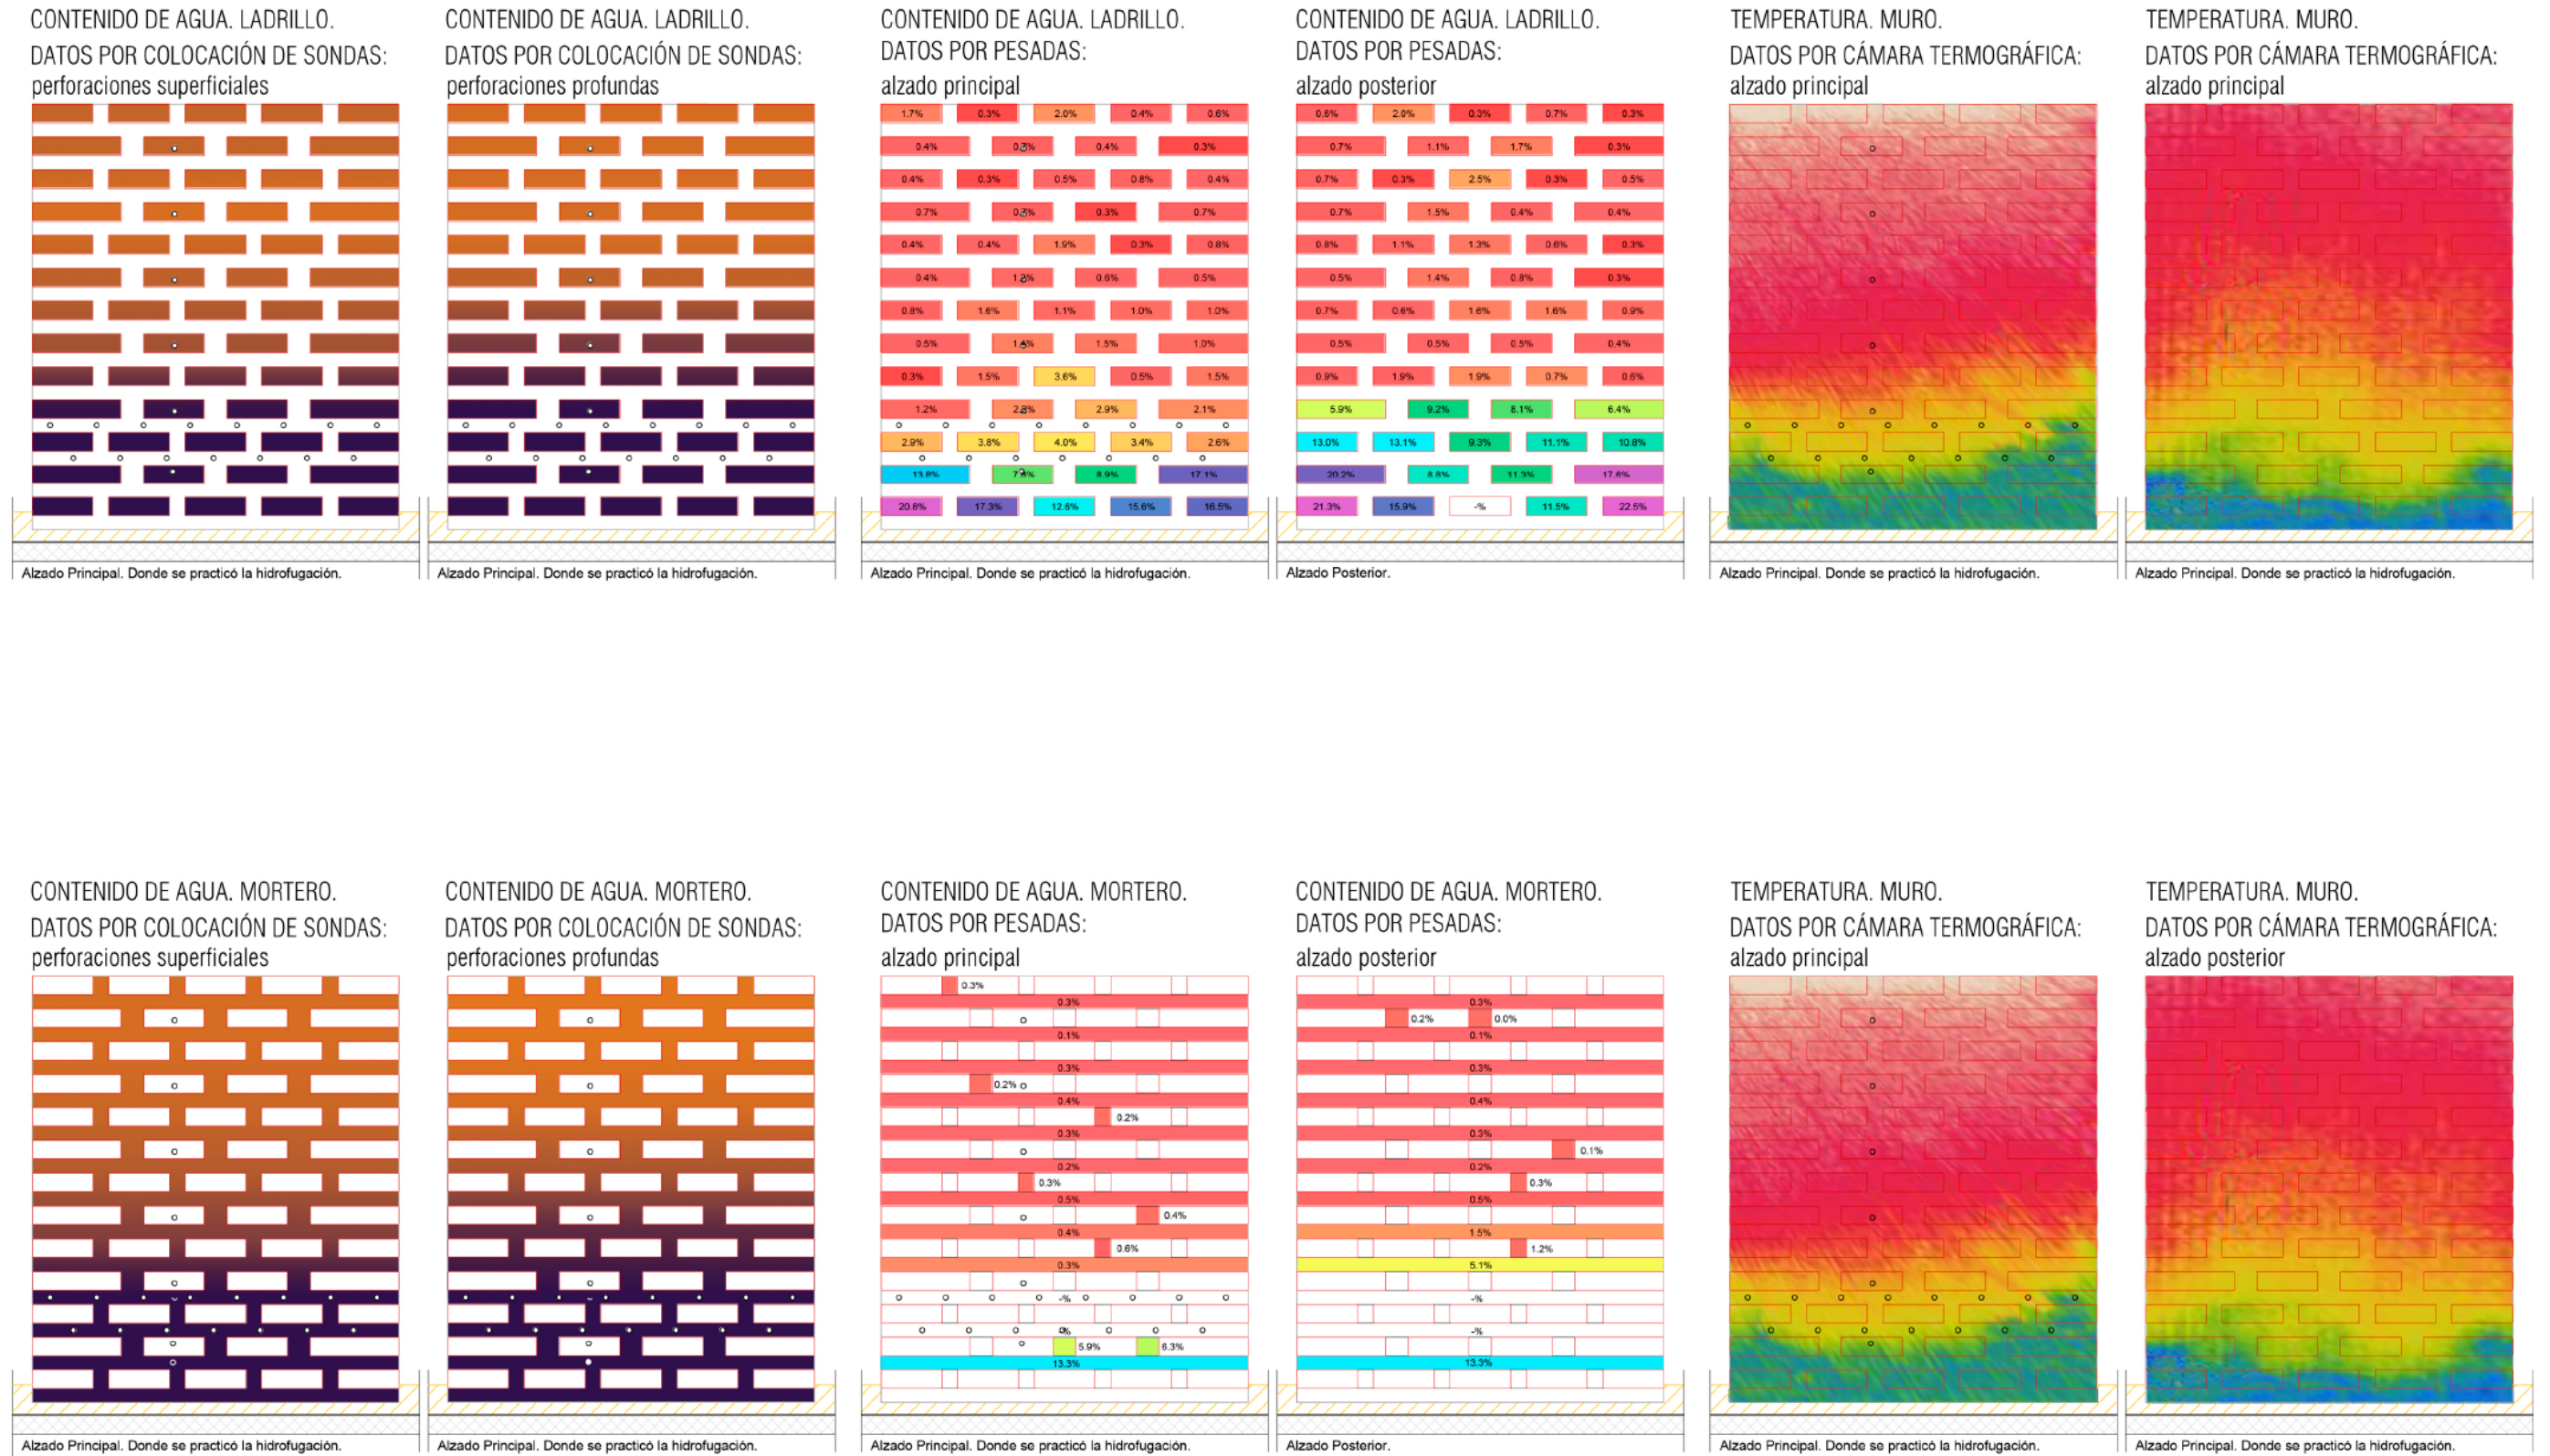 CONTENIDO DE AGUA. LADRILLO.
DATOS POR COLOCACIÓN DE SONDAS:
perforaciones superficiales
Alzado Principal. Donde se practicó la hidrofugación.
CONTENIDO DE AGUA. LADRILLO.
DATOS POR COLOCACIÓN DE SONDAS:
perforaciones profundas
Alzado Principal. Donde se practicó la hidrofugación.
CONTENIDO DE AGUA. LADRILLO.
DATOS POR PESADAS:
alzado principal
1.7% 0.3% 2.0% 0.4% 0.6%
0.4% 0.4% 0.3%
0.4% 0.3% 0.5% 0.8% 0.4%
0.7% 0.3% 0.7%
0.4% 0.4% 1.9% 0.3% 0.8%
0.4% 0.6% 0.5%
0.8% 1.6% 1.1% 1.0% 1.0%
0.5% 1.5% 1.0%
0.3% 1.5% 3.6% 0.5% 1.5%
1.2% 2.9% 2.1%
2.9% 3.8% 4.0% 3.4% 2.6%
13.8% 8.9% 17.1%
20.8% 17.3% 12.6% 15.6% 16.5%
Alzado Principal. Donde se practicó la hidrofugación.
CONTENIDO DE AGUA. LADRILLO.
DATOS POR PESADAS:
alzado posterior
0.6% 2.0% 0.3% 0.7% 0.3%
0.7% 1.1% 1.7% 0.3%
0.7% 0.3% 2.5% 0.3% 0.5%
0.7% 1.5% 0.4% 0.4%
0.8% 1.1% 1.3% 0.6% 0.3%
0.5% 1.4% 0.8% 0.3%
0.7% 0.6% 1.6% 1.6% 0.9%
0.5% 0.5% 0.5% 0.4%
0.9% 1.9% 1.9% 0.7% 0.6%
5.9% 9.2% 8.1% 6.4%
13.0% 13.1% 9.3% 11.1% 10.8%
20.2% 8.8% 11.3% 17.6%
21.3% 15.9% -% 11.5% 22.5%
Alzado Posterior.
TEMPERATURA. MURO.
DATOS POR CÁMARA TERMOGRÁFICA:
alzado principal
Alzado Principal. Donde se practicó la hidrofugación.
TEMPERATURA. MURO.
DATOS POR CÁMARA TERMOGRÁFICA:
alzado principal
Alzado Principal. Donde se practicó la hidrofugación.
CONTENIDO DE AGUA. MORTERO.
DATOS POR COLOCACIÓN DE SONDAS:
perforaciones superficiales
Alzado Principal. Donde se practicó la hidrofugación.
CONTENIDO DE AGUA. MORTERO.
DATOS POR COLOCACIÓN DE SONDAS:
perforaciones profundas
Alzado Principal. Donde se practicó la hidrofugación.
CONTENIDO DE AGUA. MORTERO.
DATOS POR PESADAS:
alzado principal
0.3%
0.3%
0.1%
0.3%
0.2%
0.4%
0.2%
0.3%
0.2%
0.3%
0.5%
0.4%
0.4%
0.6%
0.3%
-%
5.9% 6.3%
13.3%
Alzado Principal. Donde se practicó la hidrofugación.
CONTENIDO DE AGUA. MORTERO.
DATOS POR PESADAS:
alzado posterior
0.3%
0.2% 0.0%
0.1%
0.3%
0.4%
0.3%
0.1%
0.2%
0.3%
0.5%
1.5%
1.2%
5.1%
-%
-%
13.3%
Alzado Posterior.
TEMPERATURA. MURO.
DATOS POR CÁMARA TERMOGRÁFICA:
alzado principal
Alzado Principal. Donde se practicó la hidrofugación.
TEMPERATURA. MURO.
DATOS POR CÁMARA TERMOGRÁFICA:
alzado posterior
Alzado Principal. Donde se practicó la hidrofugación.